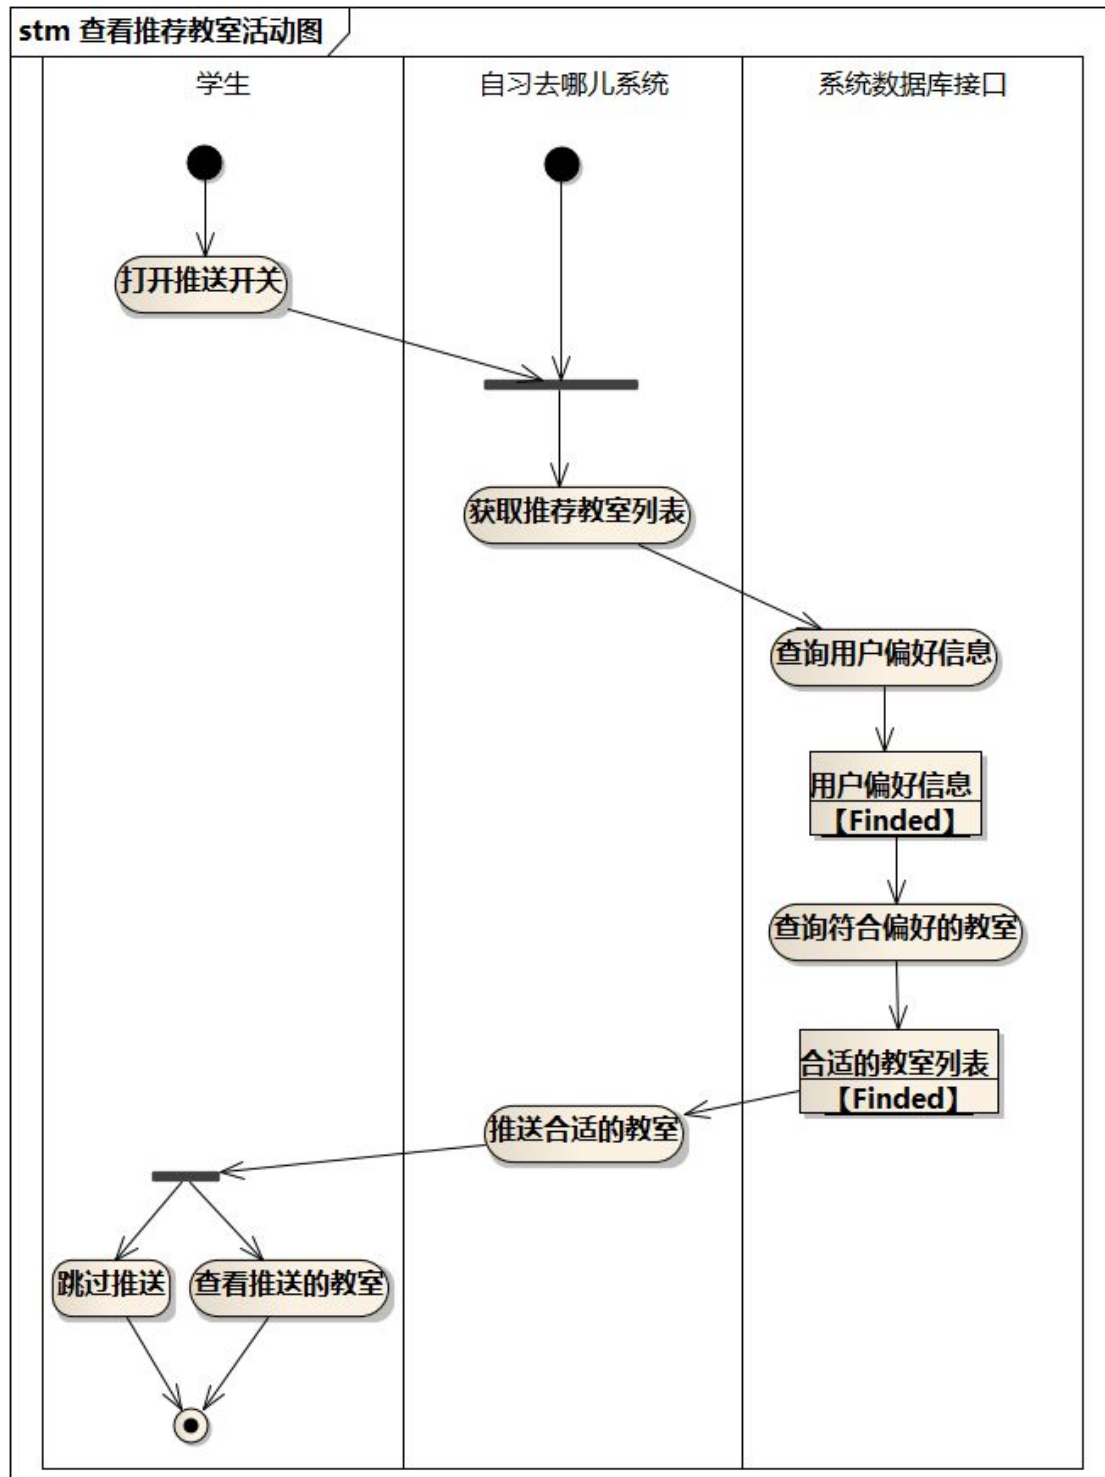 stm 查看推荐教室活动图
学生
自习去哪儿系统
系统数据库接口
打开推送开关
获取推荐教室列表
查询用户偏好信息
用户偏好信息
【Finded】
查询符合偏好的教室
合适的教室列表
【Finded】
推送合适的教室
跳过推送
查看推送的教室